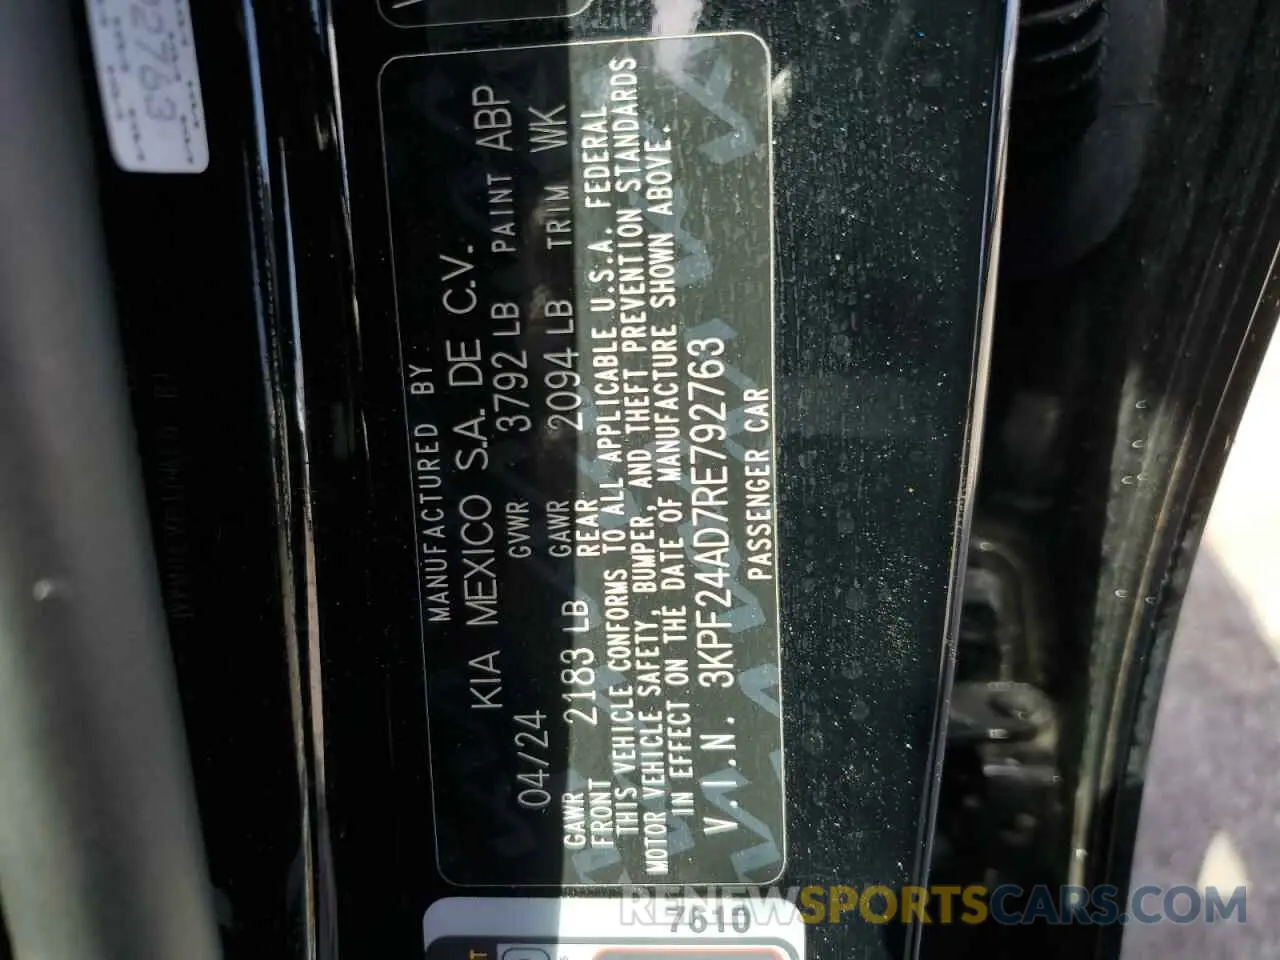 MANUFACTURED BY
KIA MEXICO S.A. DE C.V.
04/24 GVWR 3792 LB PAINT ABP
GAWR FRONT 2183 LB GAWR REAR 2094 LB TRIM WK
THIS VEHICLE CONFORMS TO ALL APPLICABLE U.S.A. FEDERAL
MOTOR VEHICLE SAFETY, BUMPER, AND THEFT PREVENTION STANDARDS
IN EFFECT ON THE DATE OF MANUFACTURE SHOWN ABOVE.
V.I.N. 3KPF24AD7RE792763
PASSENGER CAR
7610
RENEWSPORTSCARS.COM